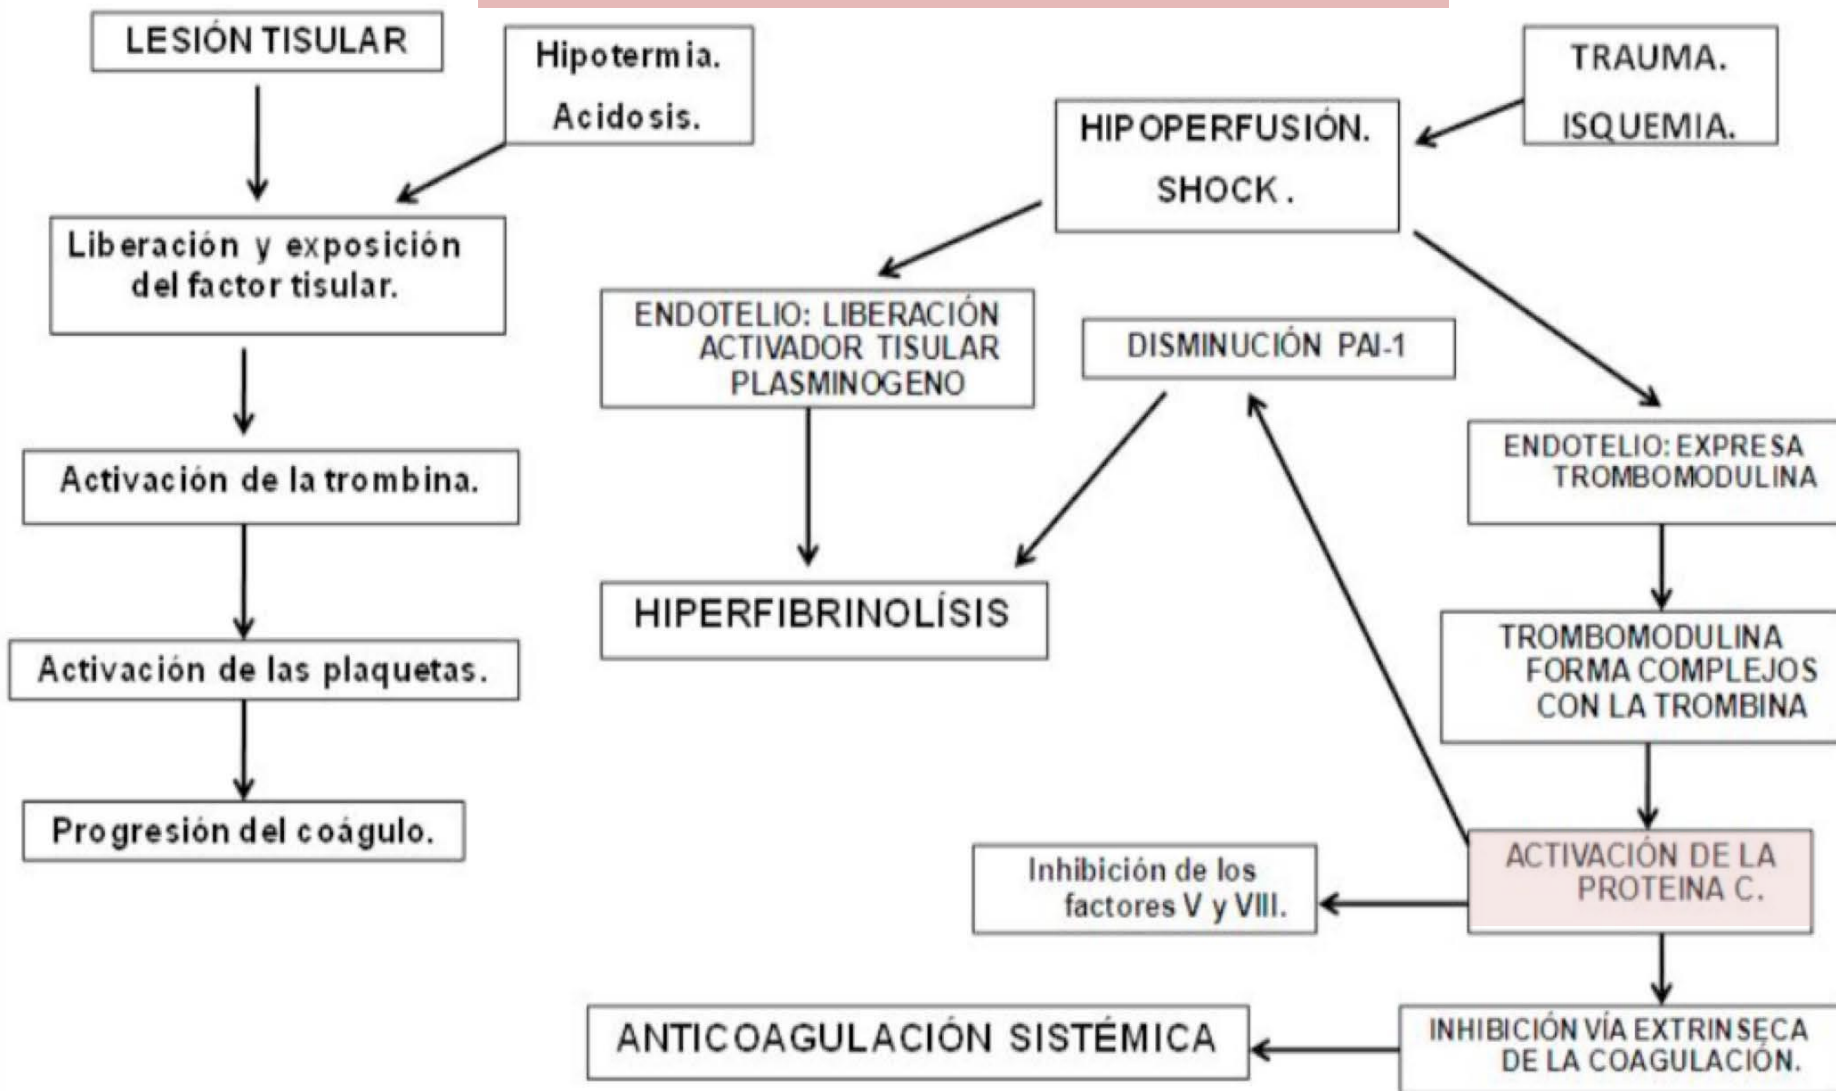 LESIÓN TISULAR
Hipotermia.
Acidosis.
Liberación y exposición
del factor tisular.
Activación de la trombina.
Activación de las plaquetas.
Progresión del coágulo.
TRAUMA.
ISQUEMIA.
HIPOPERFUSIÓN.
SHOCK.
ENDOTELIO: LIBERACIÓN
ACTIVADOR TISULAR
PLASMINOGENO
DISMINUCIÓN PAI-1
HIPERFIBRINOLÍSIS
ENDOTELIO: EXPRESA
TROMBOMODULINA
TROMBOMODULINA
FORMA COMPLEJOS
CON LA TROMBINA
ACTIVACIÓN DE LA
PROTEINA C.
Inhibición de los
factores V y VIII.
INHIBICIÓN VÍA EXTRINSECA
DE LA COAGULACIÓN.
ANTICOAGULACIÓN SISTÉMICA